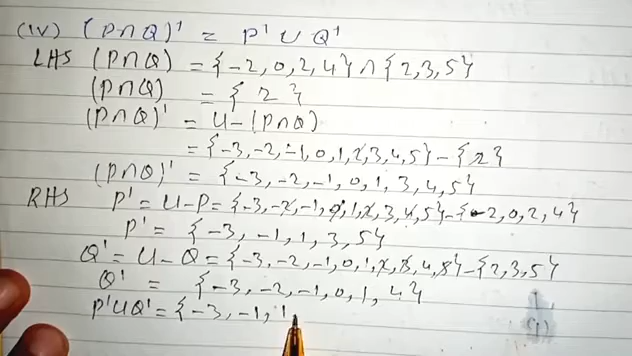 (iv) (P∩Q)' = P' ∪ Q'
LHS (P∩Q) = {-2, 0, 2, 4} ∩ {2, 3, 5}
(P∩Q) = {2}
(P∩Q)' = U - (P∩Q)
= {-3, -2, -1, 0, 1, 2, 3, 4, 5} - {2}
(P∩Q)' = {-3, -2, -1, 0, 1, 3, 4, 5}
RHS P' = U - P = {-3, -2, -1, 0, 1, 2, 3, 4, 5} - {-2, 0, 2, 4}
P' = {-3, -1, 1, 3, 5}
Q' = U - Q = {-3, -2, -1, 0, 1, 2, 3, 4, 5} - {2, 3, 5}
Q' = {-3, -2, -1, 0, 1, 4}
P' ∪ Q' = {-3, -1, 1